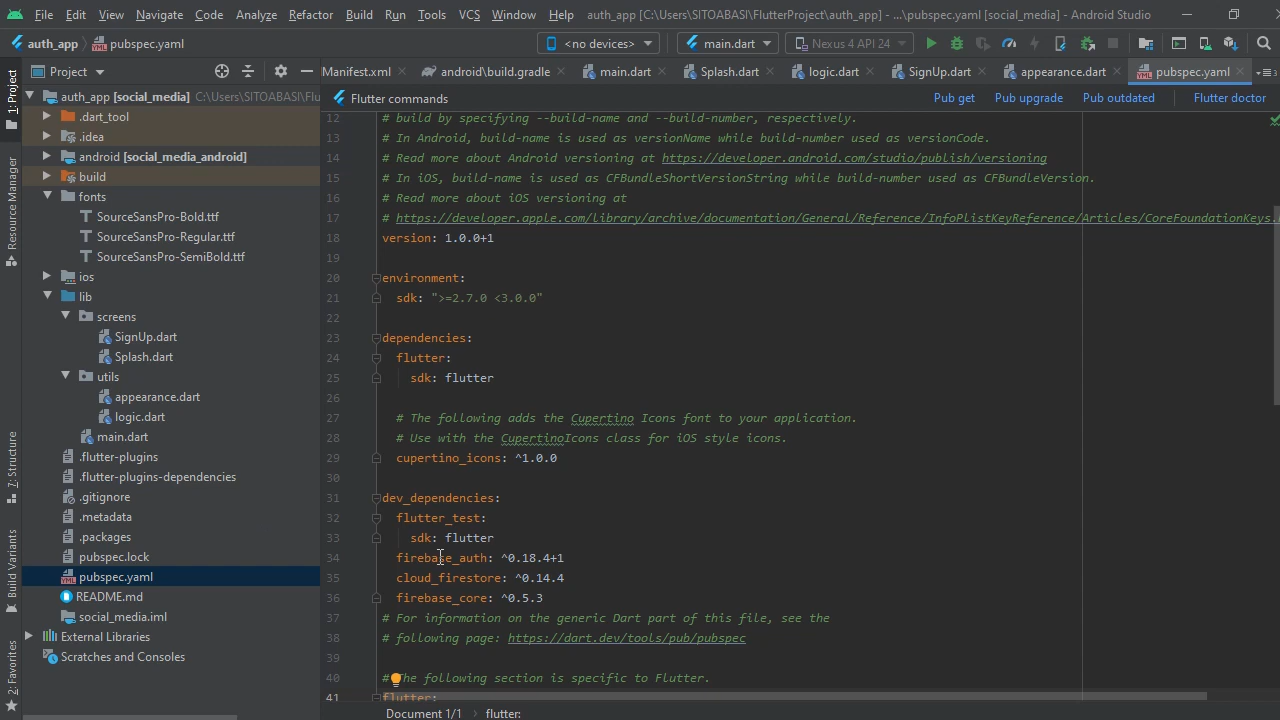 File Edit View Navigate Code Analyze Refactor Build Run Tools VCS Window Help auth_app [C:\Users\SITOABASI\FlutterProject\auth_app] - ...\pubspec.yaml [social_media] - Android Studio
auth_app pubspec.yaml <no devices> main.dart Nexus 4 API 24
Project Manifest.xml android\build.gradle main.dart Splash.dart logic.dart SignUp.dart appearance.dart pubspec.yaml
1: Project
Resource Manager
7: Structure
Build Variants
2: Favorites
auth_app [social_media] C:\Users\SITOABASI\Flu
.dart_tool
.idea
android [social_media_android]
build
fonts
SourceSansPro-Bold.ttf
SourceSansPro-Regular.ttf
SourceSansPro-SemiBold.ttf
ios
lib
screens
SignUp.dart
Splash.dart
utils
appearance.dart
logic.dart
main.dart
.flutter-plugins
.flutter-plugins-dependencies
.gitignore
.metadata
.packages
pubspec.lock
pubspec.yaml
README.md
social_media.iml
External Libraries
Scratches and Consoles
Flutter commands Pub get Pub upgrade Pub outdated Flutter doctor
12 # build by specifying --build-name and --build-number, respectively.
13 # In Android, build-name is used as versionName while build-number used as versionCode.
14 # Read more about Android versioning at https://developer.android.com/studio/publish/versioning
15 # In iOS, build-name is used as CFBundleShortVersionString while build-number used as CFBundleVersion.
16 # Read more about iOS versioning at
17 # https://developer.apple.com/library/archive/documentation/General/Reference/InfoPlistKeyReference/Articles/CoreFoundationKeys.
18 version: 1.0.0+1
19
20 environment:
21 sdk: ">=2.7.0 <3.0.0"
22
23 dependencies:
24 flutter:
25 sdk: flutter
26
27 # The following adds the Cupertino Icons font to your application.
28 # Use with the CupertinoIcons class for iOS style icons.
29 cupertino_icons: ^1.0.0
30
31 dev_dependencies:
32 flutter_test:
33 sdk: flutter
34 firebase_auth: ^0.18.4+1
35 cloud_firestore: ^0.14.4
36 firebase_core: ^0.5.3
37 # For information on the generic Dart part of this file, see the
38 # following page: https://dart.dev/tools/pub/pubspec
39
40 # The following section is specific to Flutter.
41 flutter:
Document 1/1 flutter: